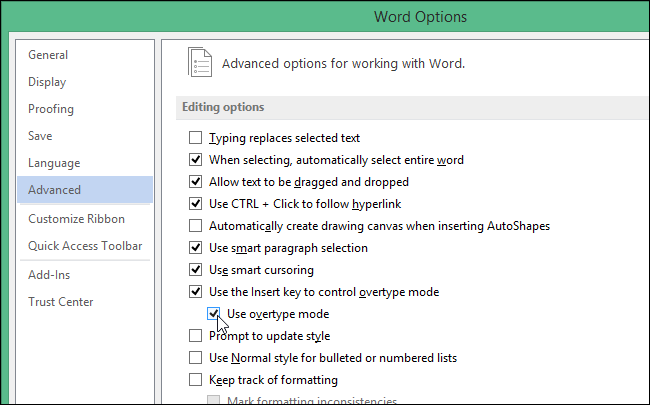 Word Options
General
Display
Proofing
Save
Language
Advanced
Customize Ribbon
Quick Access Toolbar
Add-Ins
Trust Center
Advanced options for working with Word.
Editing options
Typing replaces selected text
When selecting, automatically select entire word
Allow text to be dragged and dropped
Use CTRL + Click to follow hyperlink
Automatically create drawing canvas when inserting AutoShapes
Use smart paragraph selection
Use smart cursoring
Use the Insert key to control overtype mode
Use overtype mode
Prompt to update style
Use Normal style for bulleted or numbered lists
Keep track of formatting
Mark formatting inconsistencies